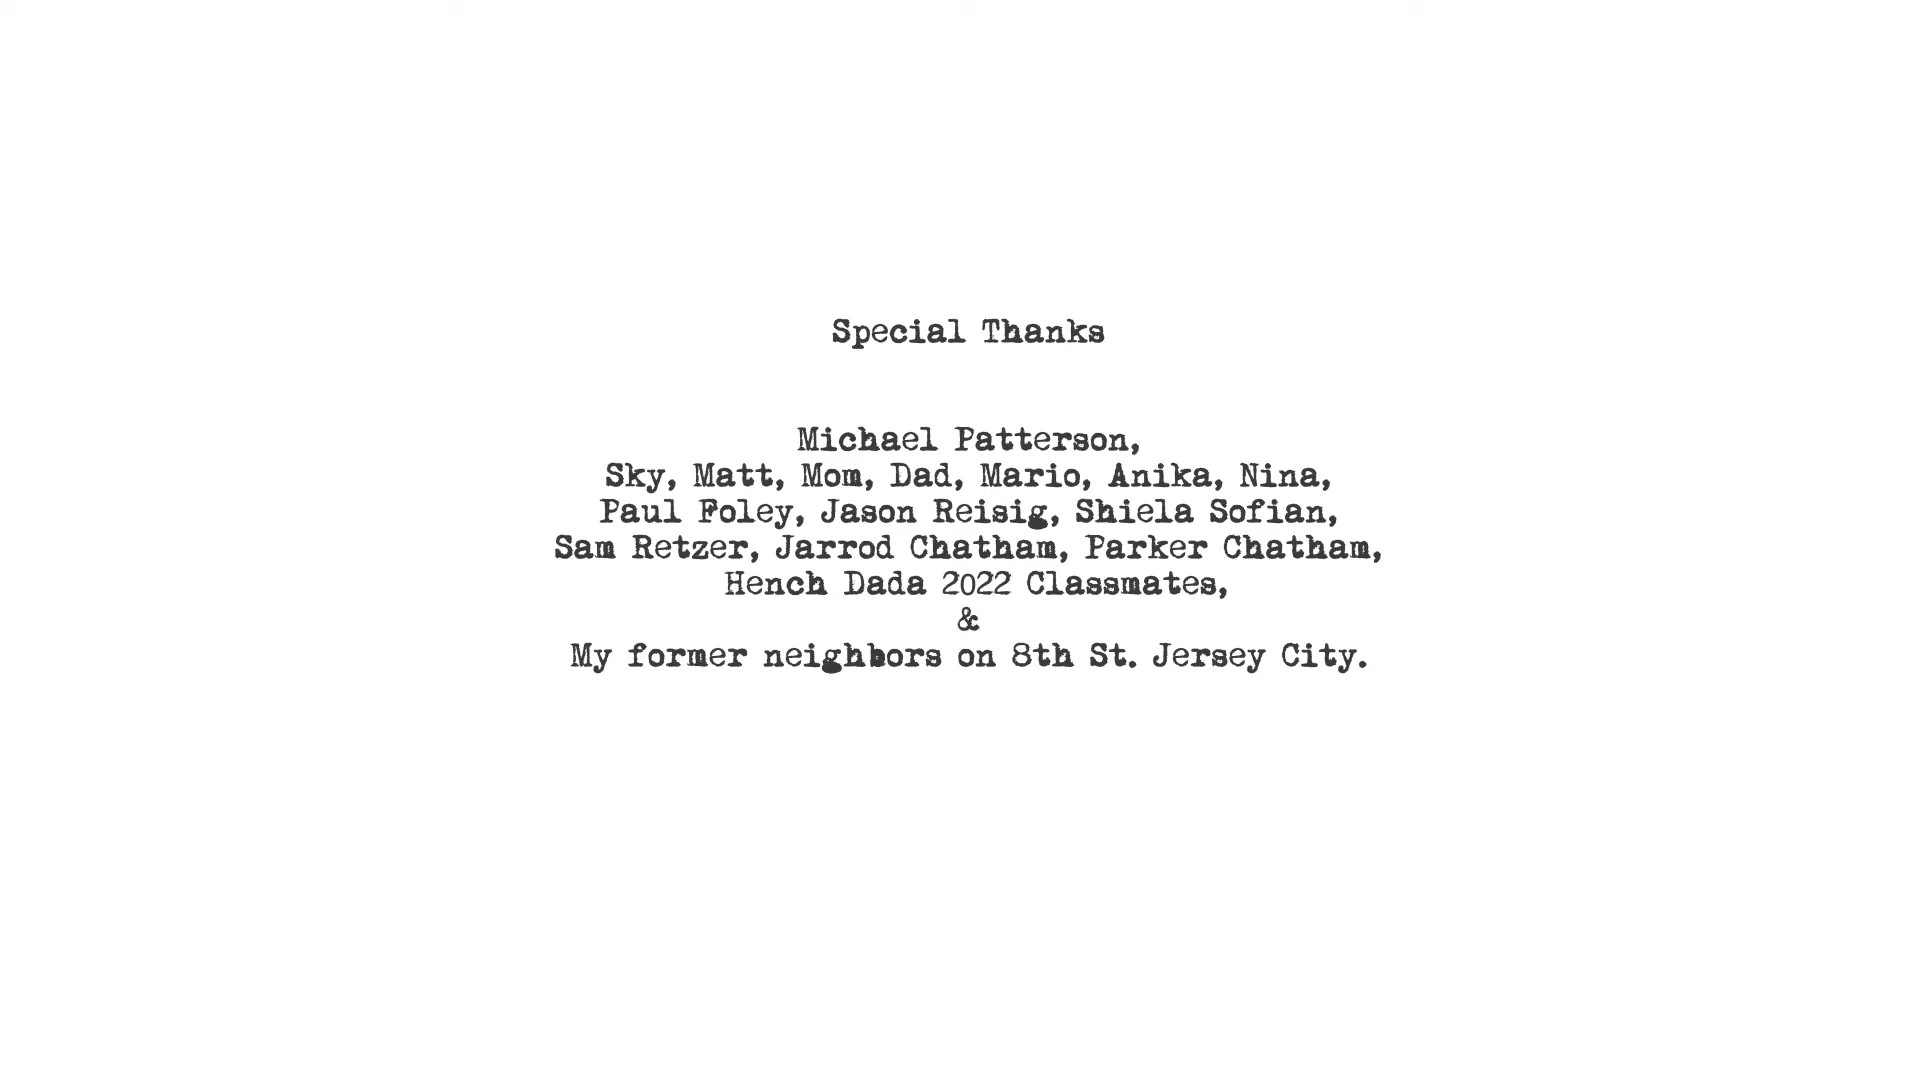 Special Thanks
Michael Patterson,
Sky, Matt, Mom, Dad, Mario, Anika, Nina,
Paul Foley, Jason Reisig, Shiela Sofian,
Sam Retzer, Jarrod Chatham, Parker Chatham,
Hench Dada 2022 Classmates,
&
My former neighbors on 8th St. Jersey City.